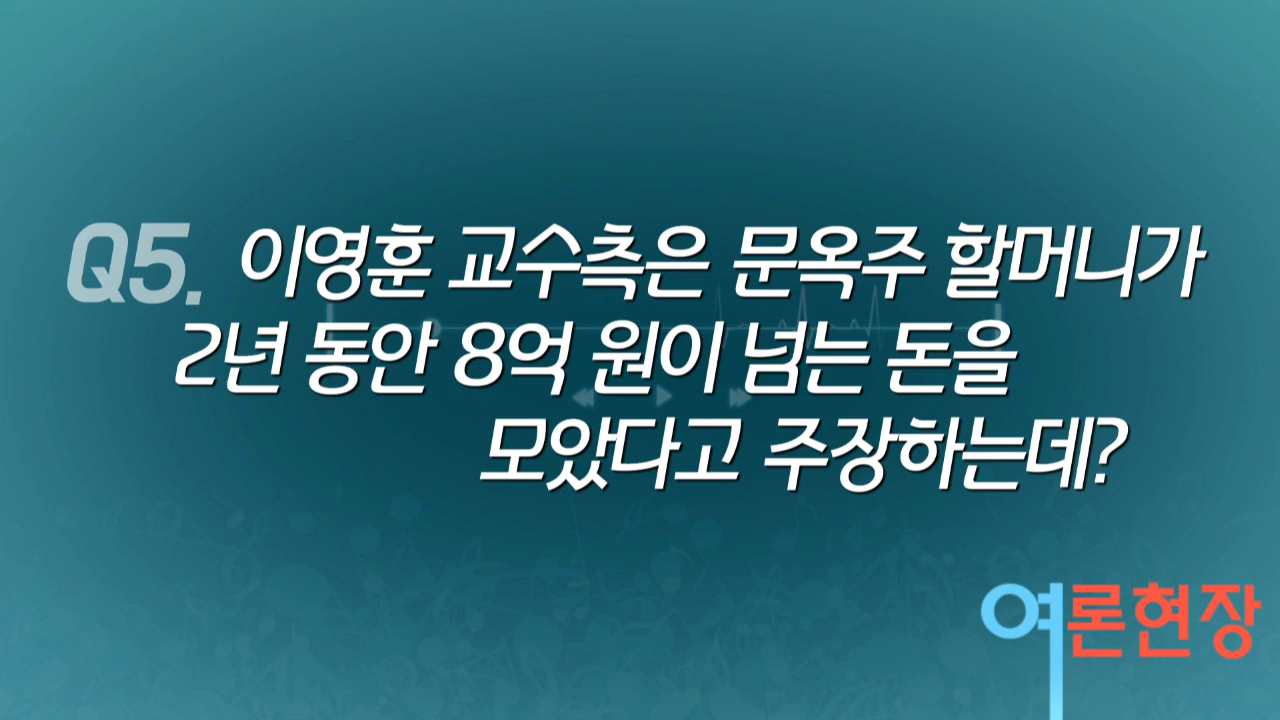 Q5. 이영훈 교수측은 문옥주 할머니가
2년 동안 8억 원이 넘는 돈을
모았다고 주장하는데?
여론현장